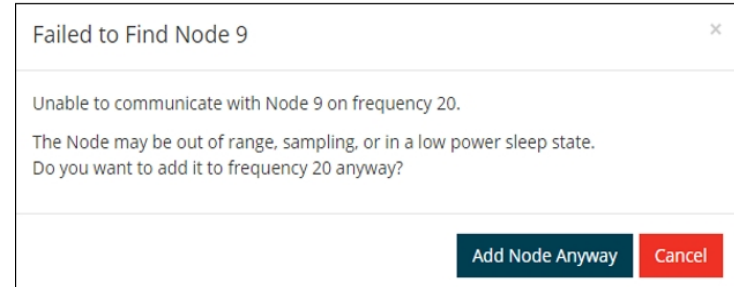 Failed to Find Node 9
×
Unable to communicate with Node 9 on frequency 20.
The Node may be out of range, sampling, or in a low power sleep state.
Do you want to add it to frequency 20 anyway?
Add Node Anyway
Cancel